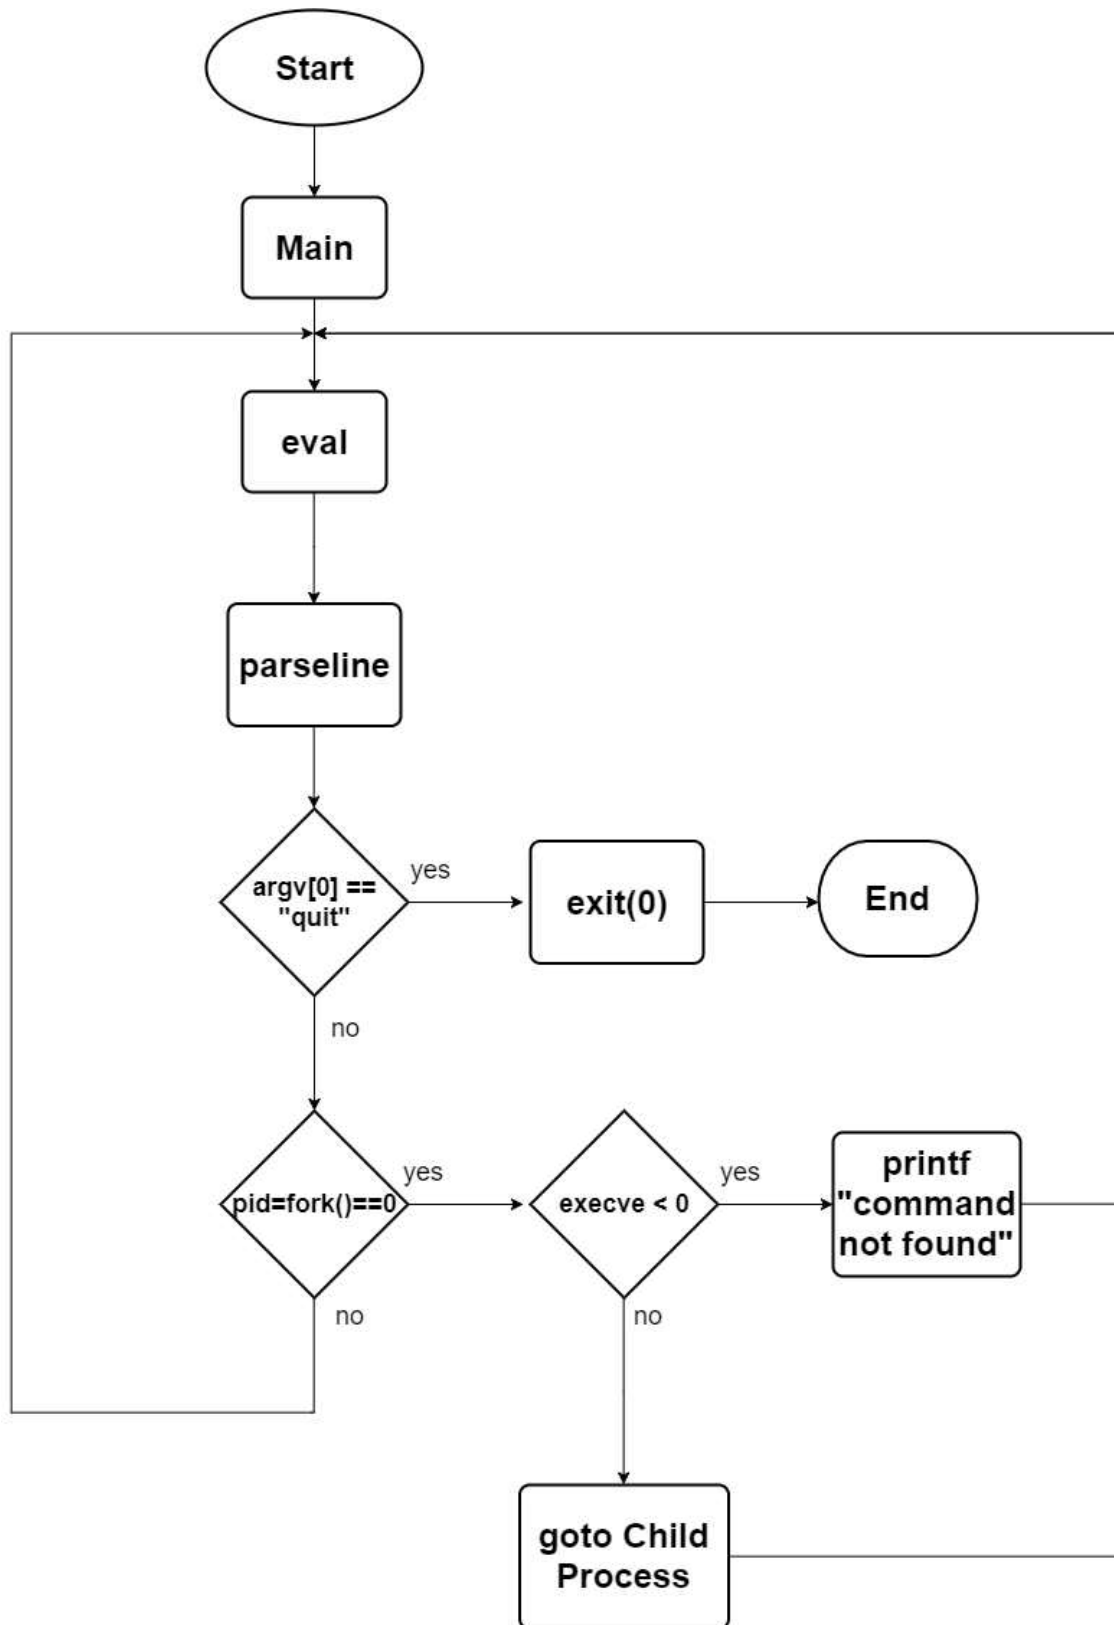 Start
Main
eval
parseline
argv[0] ==
"quit"
yes
exit(0)
End
no
pid=fork()==0
yes
execve < 0
yes
printf
"command
not found"
no
no
goto Child
Process